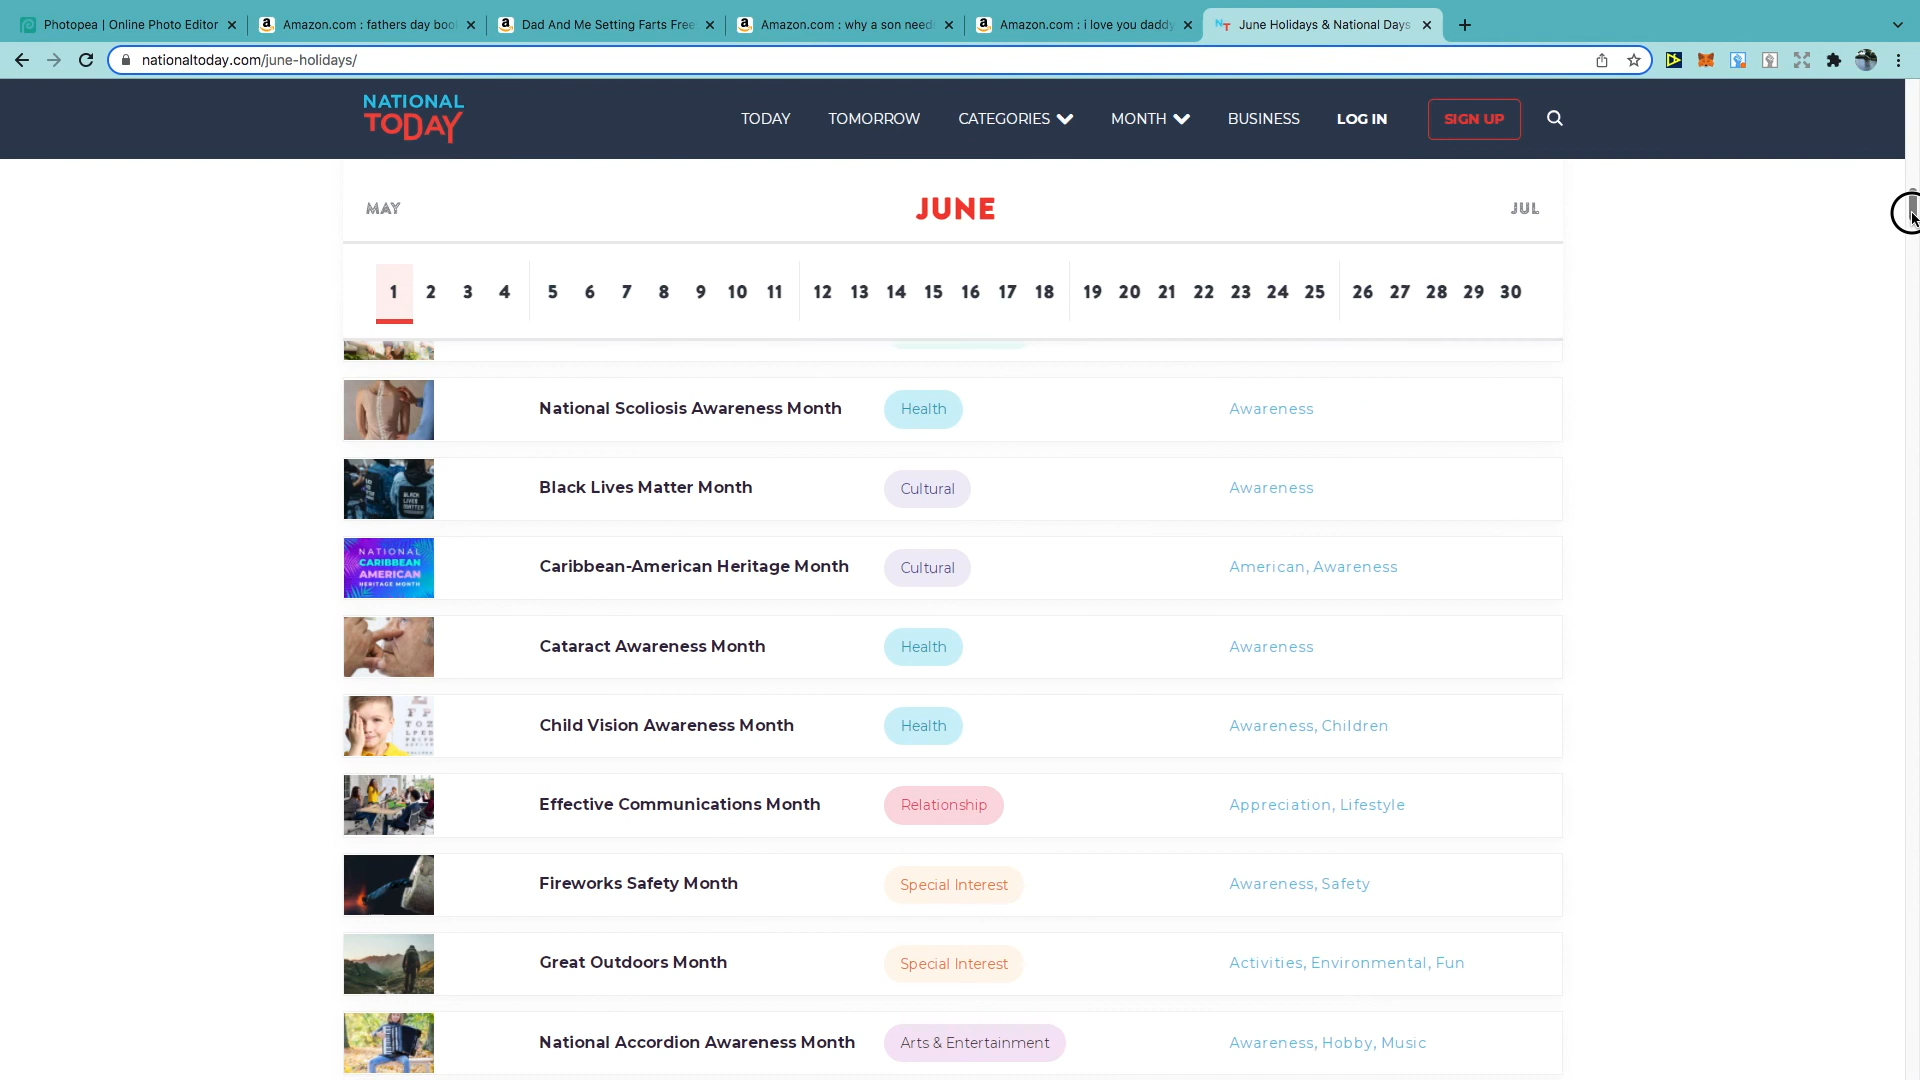 Photopea | Online Photo Editor
Amazon.com : fathers day boo
Dad And Me Setting Farts Free
Amazon.com : why a son need
Amazon.com : i love you daddy
June Holidays & National Days
nationaltoday.com/june-holidays/
NATIONAL
TODAY
TODAY
TOMORROW
CATEGORIES
MONTH
BUSINESS
LOG IN
SIGN UP
MAY
JUNE
JUL
1 2 3 4 5 6 7 8 9 10 11 12 13 14 15 16 17 18 19 20 21 22 23 24 25 26 27 28 29 30
National Scoliosis Awareness Month
Health
Awareness
BLACK
LIVES
MATTER
Black Lives Matter Month
Cultural
Awareness
NATIONAL
CARIBBEAN
AMERICAN
HERITAGE MONTH
Caribbean-American Heritage Month
Cultural
American, Awareness
Cataract Awareness Month
Health
Awareness
Child Vision Awareness Month
Health
Awareness, Children
Effective Communications Month
Relationship
Appreciation, Lifestyle
Fireworks Safety Month
Special Interest
Awareness, Safety
Great Outdoors Month
Special Interest
Activities, Environmental, Fun
National Accordion Awareness Month
Arts & Entertainment
Awareness, Hobby, Music